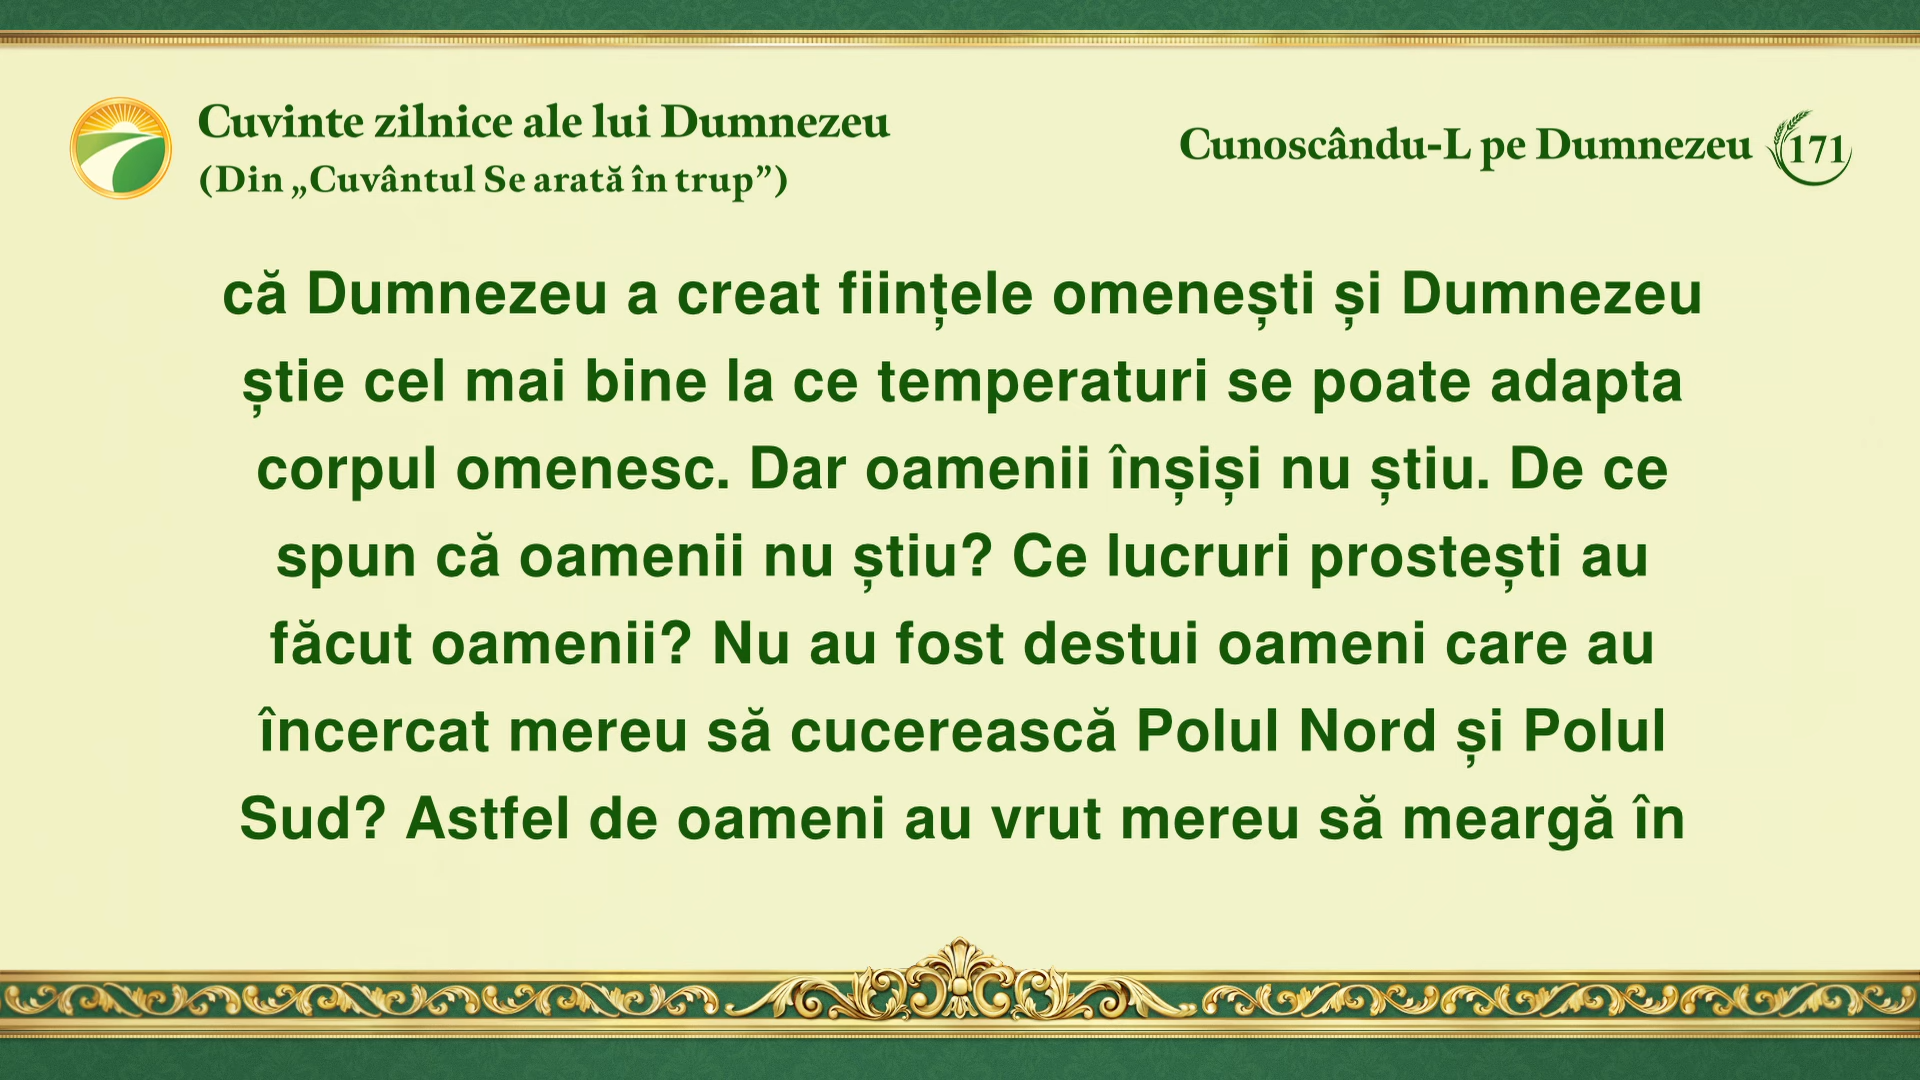 Cuvinte zilnice ale lui Dumnezeu
(Din „Cuvântul Se arată în trup”)
Cunoscându-L pe Dumnezeu 171
că Dumnezeu a creat ființele omenești și Dumnezeu
știe cel mai bine la ce temperaturi se poate adapta
corpul omenesc. Dar oamenii înșiși nu știu. De ce
spun că oamenii nu știu? Ce lucruri prostești au
făcut oamenii? Nu au fost destui oameni care au
încercat mereu să cucerească Polul Nord și Polul
Sud? Astfel de oameni au vrut mereu să meargă în